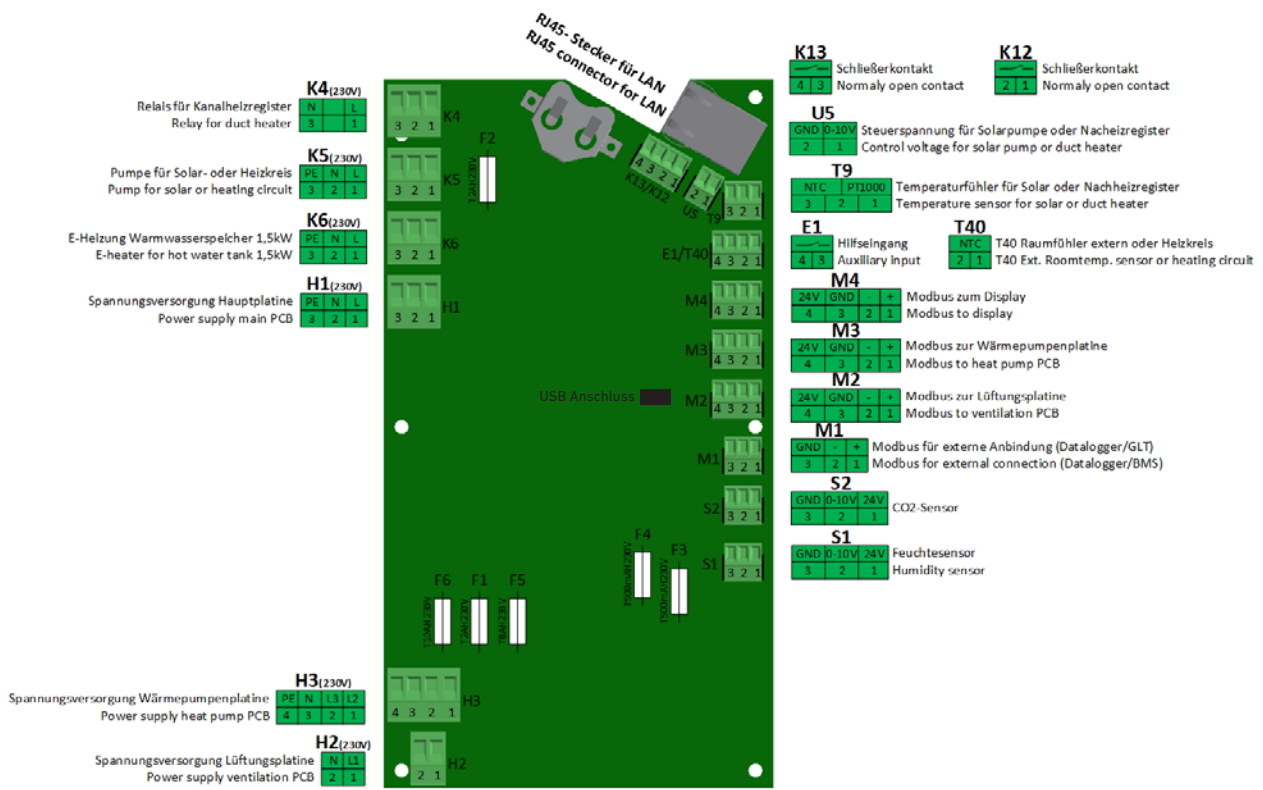 RJ45- Stecker für LAN
RJ45 connector for LAN
K4(230V)
Relais für Kanalheizregister
Relay for duct heater
N L
3 1
K5(230V)
Pumpe für Solar- oder Heizkreis
Pump for solar or heating circuit
PE N L
3 2 1
K6(230V)
E-Heizung Warmwasserspeicher 1,5kW
E-heater for hot water tank 1,5kW
PE N L
3 2 1
H1(230V)
Spannungsversorgung Hauptplatine
Power supply main PCB
PE N L
3 2 1
H3(230V)
Spannungsversorgung Wärmepumpenplatine
Power supply heat pump PCB
PE N L3 L2
4 3 2 1
H2(230V)
Spannungsversorgung Lüftungsplatine
Power supply ventilation PCB
N L1
2 1
3 2 1 K4
3 2 1 K5
3 2 1 K6
3 2 1 H1
F2
T2AH230V
4 3 2 1
K13/K12
2 1
U5
T9
3 2 1
E1/T40 4 3 2 1
M4 4 3 2 1
M3 4 3 2 1
USB Anschluss
M2 4 3 2 1
M1 3 2 1
S2 3 2 1
S1 3 2 1
F4
T500mAH230V
F3
T500mAH230V
F6 F1 F5
T10AH230V
4 3 2 1 H3
2 1 H2
K13
Schließerkontakt
4 3 Normaly open contact
K12
Schließerkontakt
2 1 Normaly open contact
U5
GND 0-10V Steuerspannung für Solarpumpe oder Nacheizregister
2 1 Control voltage for solar pump or duct heater
T9
NTC PT1000 Temperaturfühler für Solar oder Nachheizregister
3 2 1 Temperature sensor for solar or duct heater
E1
Hilfseingang
4 3 Auxiliary input
T40
NTC T40 Raumfühler extern oder Heizkreis
2 1 T40 Ext. Roomtemp. sensor or heating circuit
M4
24V GND - + Modbus zum Display
4 3 2 1 Modbus to display
M3
24V GND - + Modbus zur Wärmepumpenplatine
4 3 2 1 Modbus to heat pump PCB
M2
24V GND - + Modbus zur Lüftungsplatine
4 3 2 1 Modbus to ventilation PCB
M1
GND - + Modbus für externe Anbindung (Datalogger/GLT)
3 2 1 Modbus for external connection (Datalogger/BMS)
S2
GND 0-10V 24V
CO2-Sensor
3 2 1
S1
GND 0-10V 24V Feuchtesensor
3 2 1 Humidity sensor